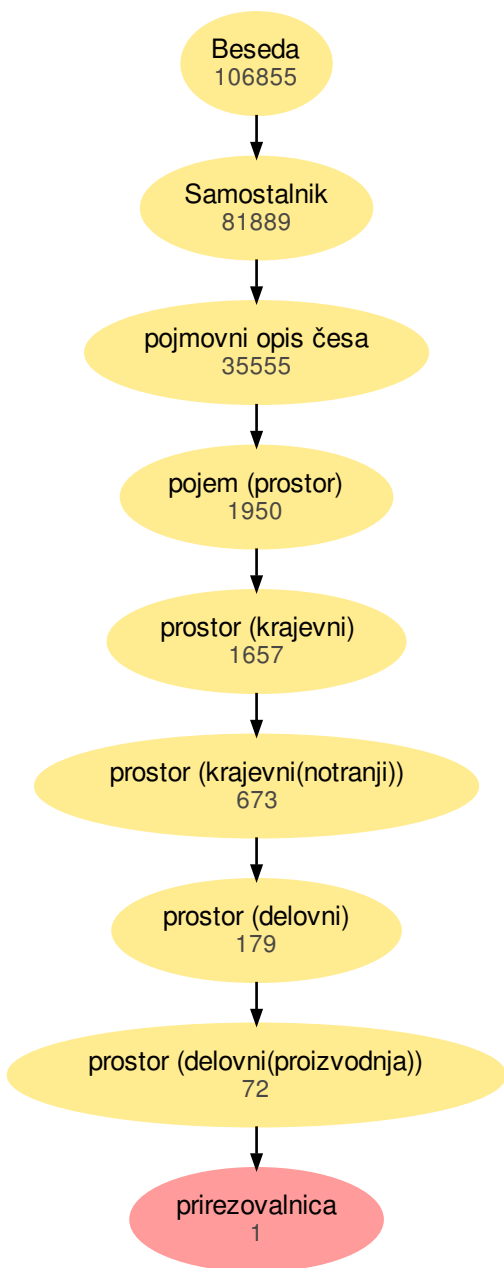 Beseda
106855
Samostalnik
81889
pojmovni opis česa
35555
pojem (prostor)
1950
prostor (krajevni)
1657
prostor (krajevni(notranji))
673
prostor (delovni)
179
prostor (delovni(proizvodnja))
72
prirezovalnica
1